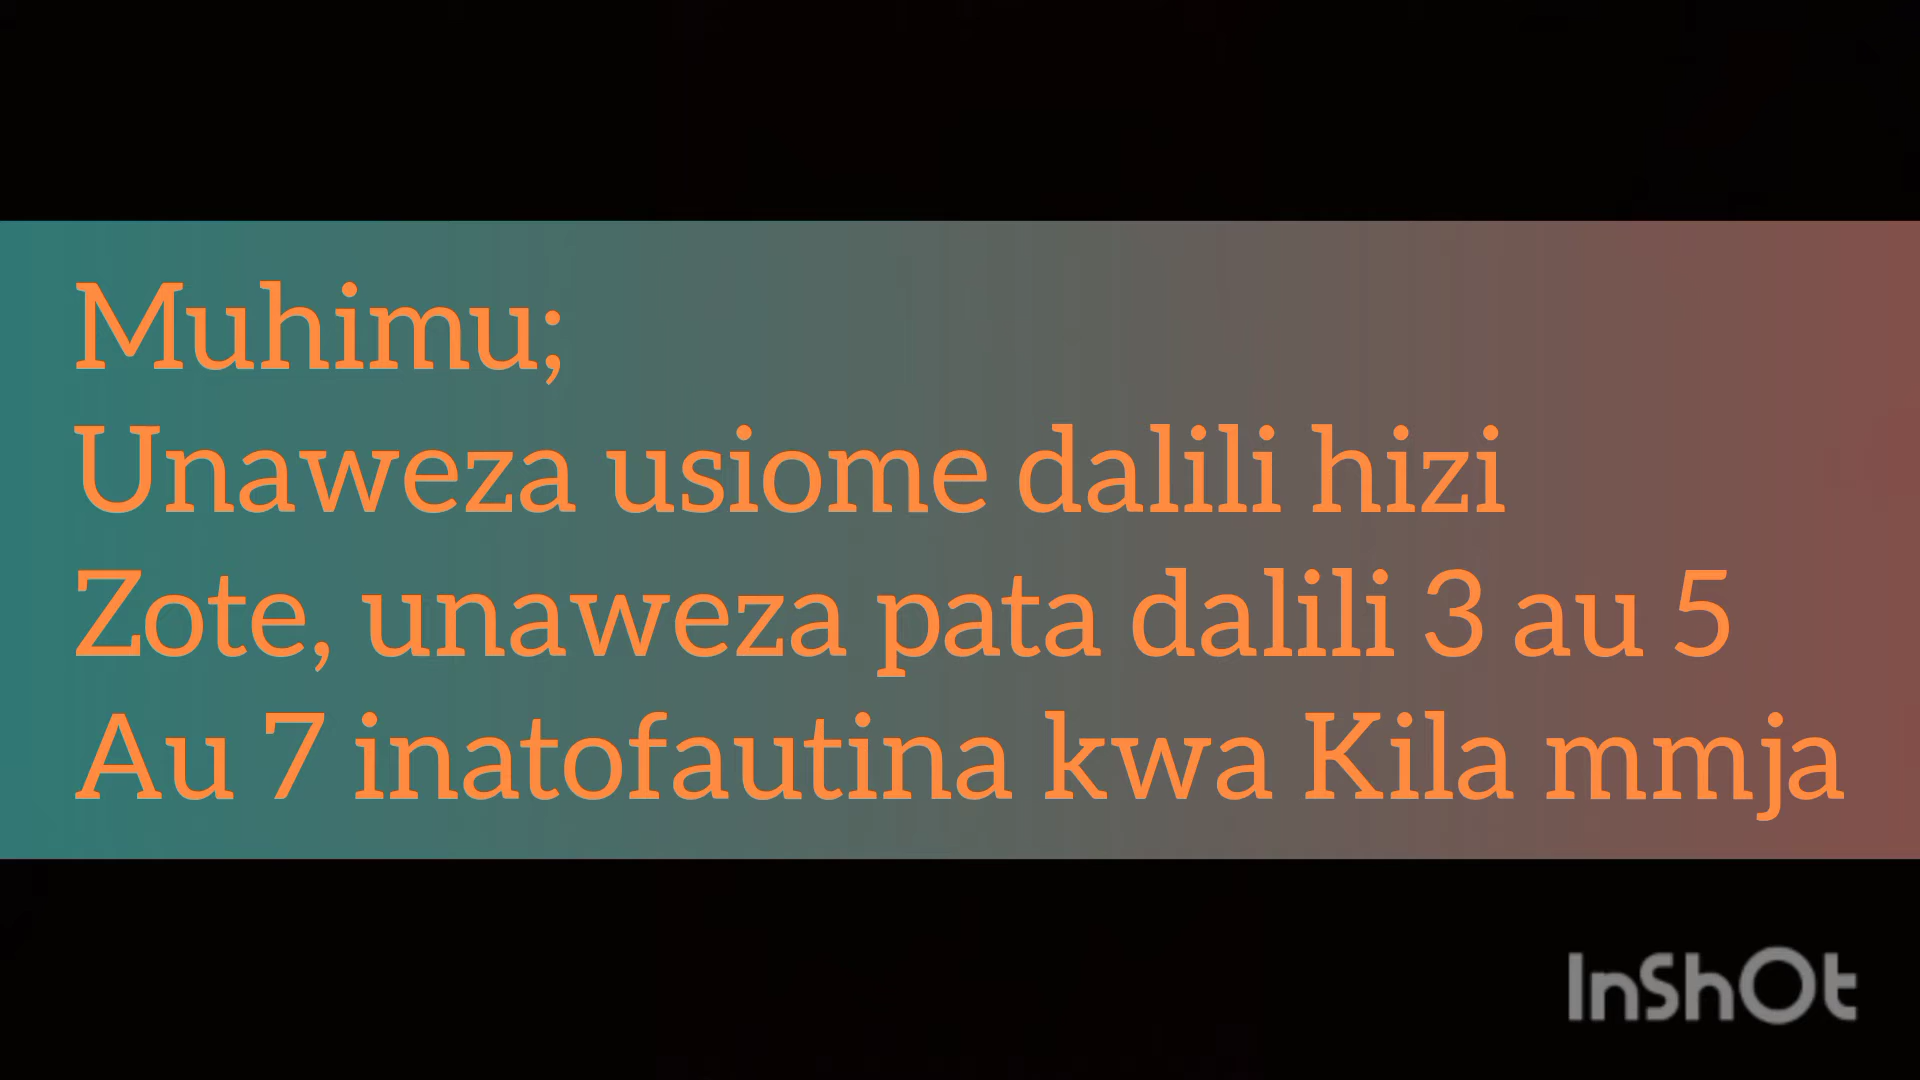 Muhimu;
Unaweza usiome dalili hizi
Zote, unaweza pata dalili 3 au 5
Au 7 inatofautina kwa Kila mmja
InShOt